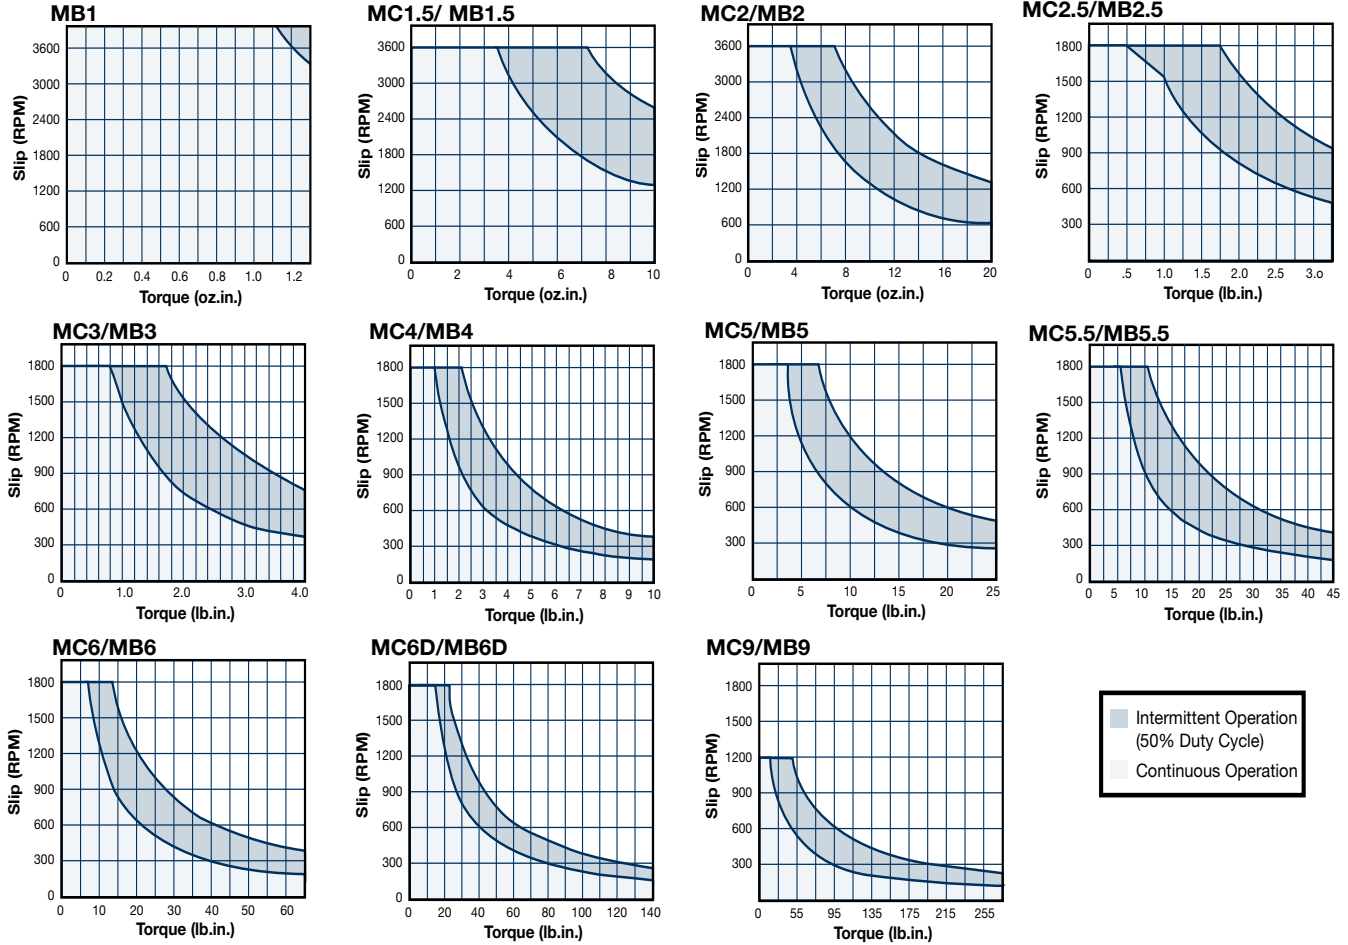 MB1
Slip (RPM)
3600
3000
2400
1800
1200
600
0
0 0.2 0.4 0.6 0.8 1.0 1.2
Torque (oz.in.)
MC1.5/ MB1.5
Slip (RPM)
3600
3000
2400
1800
1200
600
0
0 2 4 6 8 10
Torque (oz.in.)
MC2/MB2
Slip (RPM)
3600
3000
2400
1800
1200
600
0
0 4 8 12 16 20
Torque (oz.in.)
MC2.5/MB2.5
Slip (RPM)
1800
1500
1200
900
600
300
0 .5 1.0 1.5 2.0 2.5 3.o
Torque (lb.in.)
MC3/MB3
Slip (RPM)
1800
1500
1200
900
600
300
0
0 1.0 2.0 3.0 4.0
Torque (lb.in.)
MC4/MB4
Slip (RPM)
1800
1500
1200
900
600
300
0
0 1 2 3 4 5 6 7 8 9 10
Torque (lb.in.)
MC5/MB5
Slip (RPM)
1800
1500
1200
900
600
300
0 5 10 15 20 25
Torque (lb.in.)
MC5.5/MB5.5
Slip (RPM)
1800
1500
1200
900
600
300
0
0 5 10 15 20 25 30 35 40 45
Torque (lb.in.)
MC6/MB6
Slip (RPM)
1800
1500
1200
900
600
300
0
0 10 20 30 40 50 60
Torque (lb.in.)
MC6D/MB6D
Slip (RPM)
1800
1500
1200
900
600
300
0
0 20 40 60 80 100 120 140
Torque (lb.in.)
MC9/MB9
Slip (RPM)
1800
1500
1200
900
600
300
0 55 95 135 175 215 255
Torque (lb.in.)
Intermittent Operation
(50% Duty Cycle)
Continuous Operation